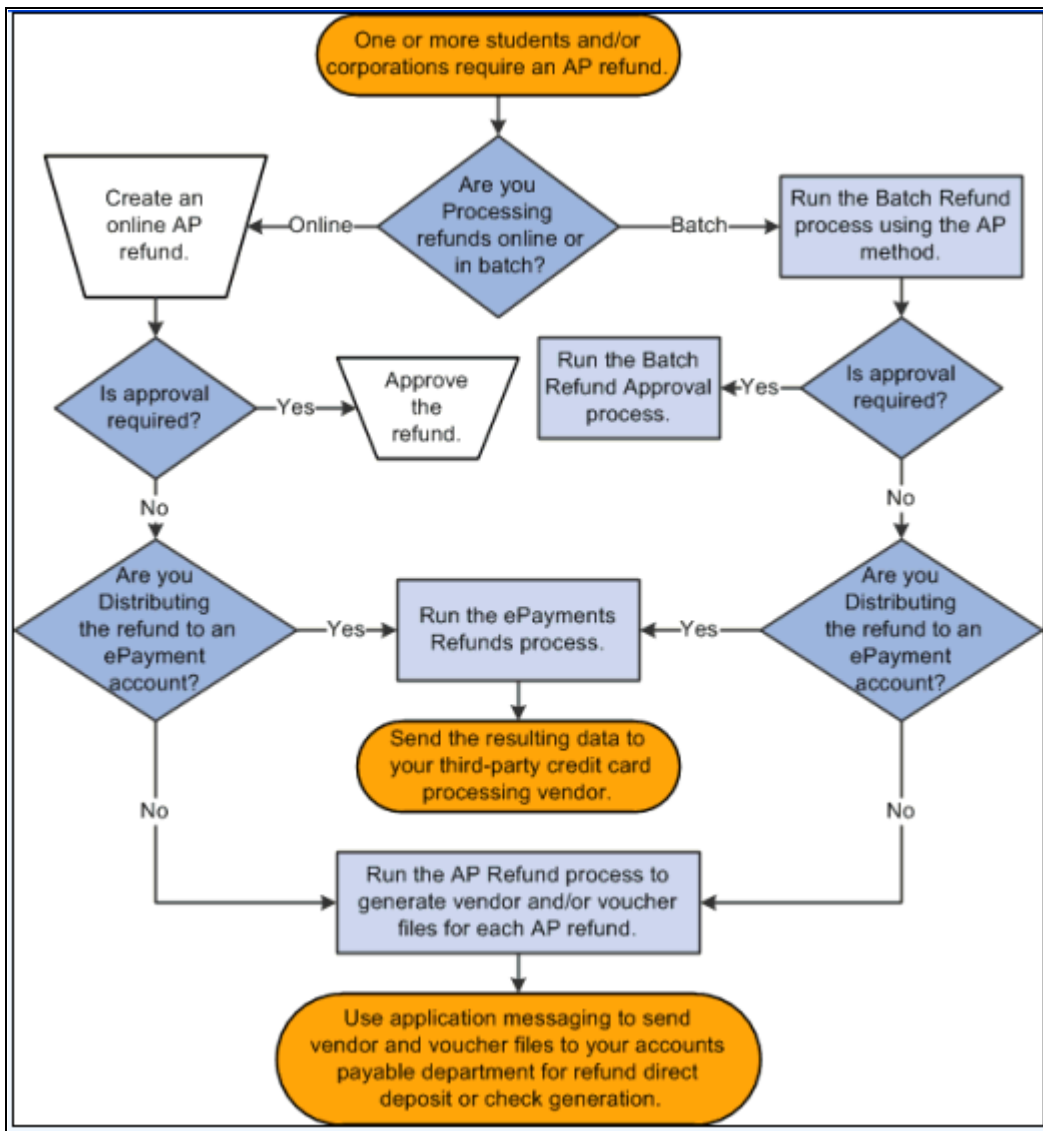 One or more students and/or
corporations require an AP refund.
Are you
Processing
refunds online or
in batch?
Online
Batch
Create an
online AP
refund.
Run the Batch Refund
process using the AP
method.
Is approval
required?
Yes
Approve
the
refund.
Run the Batch
Refund Approval
process.
Yes
Is approval
required?
No
No
Are you
Distributing
the refund to an
ePayment
account?
Yes
Run the ePayments
Refunds process.
Yes
Are you
Distributing
the refund to an
ePayment
account?
Send the resulting data to
your third-party credit card
processing vendor.
No
No
Run the AP Refund process to
generate vendor and/or voucher
files for each AP refund.
Use application messaging to send
vendor and voucher files to your accounts
payable department for refund direct
deposit or check generation.